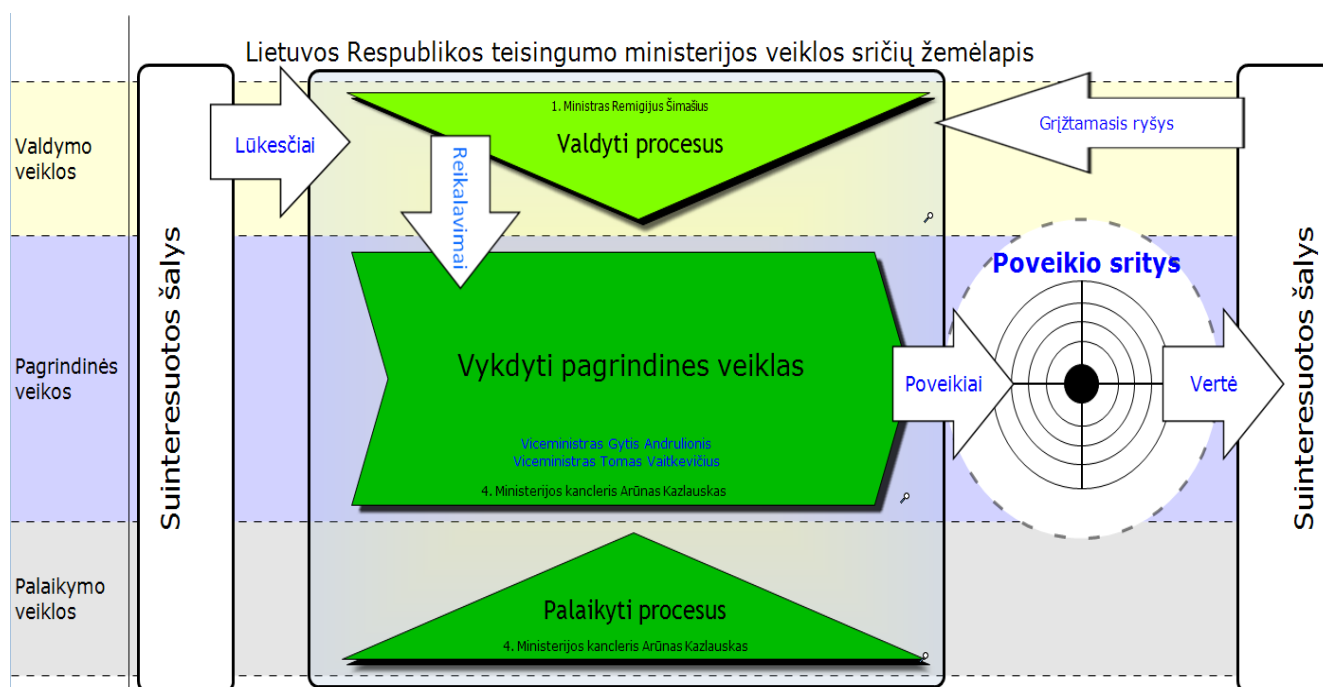 Lietuvos Respublikos teisingumo ministerijos veiklos sričių žemėlapis
Valdymo
veiklos
Suinteresuotos šalys
Lūkesčiai
1. Ministras Remigijus Šimašius
Valdyti procesus
Reikalavimai
Grįžtamasis ryšys
Pagrindinės
veikos
Vykdyti pagrindines veiklas
Viceministras Gytis Andrulionis
Viceministras Tomas Vaitkevičius
4. Ministerijos kancleris Arūnas Kazlauskas
Poveikiai
Poveikio sritys
Vertė
Suinteresuotos šalys
Palaikymo
veiklos
Palaikyti procesus
4. Ministerijos kancleris Arūnas Kazlauskas